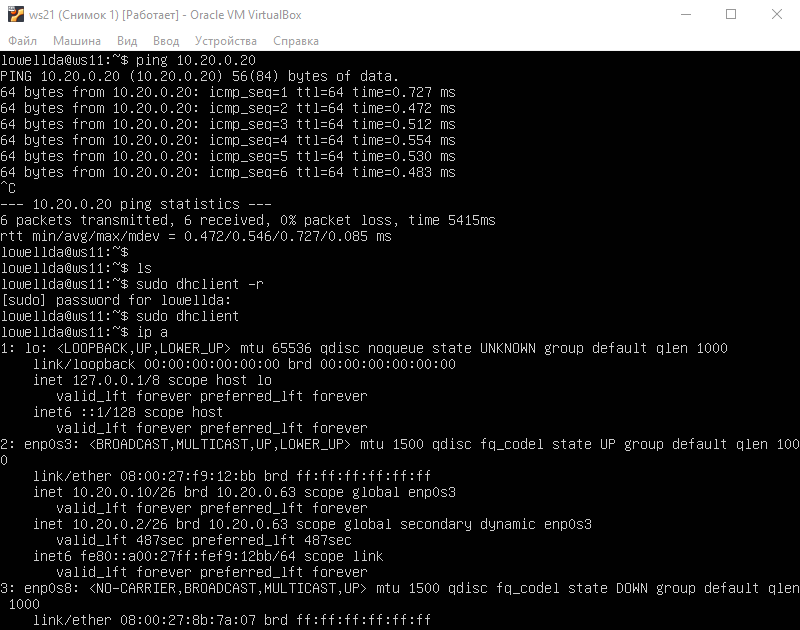 ws21 (Снимок 1) [Работает] - Oracle VM VirtualBox
Файл Машина Вид Ввод Устройства Справка
lowellda@ws11:~$ ping 10.20.0.20
PING 10.20.0.20 (10.20.0.20) 56(84) bytes of data.
64 bytes from 10.20.0.20: icmp_seq=1 ttl=64 time=0.727 ms
64 bytes from 10.20.0.20: icmp_seq=2 ttl=64 time=0.472 ms
64 bytes from 10.20.0.20: icmp_seq=3 ttl=64 time=0.512 ms
64 bytes from 10.20.0.20: icmp_seq=4 ttl=64 time=0.554 ms
64 bytes from 10.20.0.20: icmp_seq=5 ttl=64 time=0.530 ms
64 bytes from 10.20.0.20: icmp_seq=6 ttl=64 time=0.483 ms
^C
--- 10.20.0.20 ping statistics ---
6 packets transmitted, 6 received, 0% packet loss, time 5415ms
rtt min/avg/max/mdev = 0.472/0.546/0.727/0.085 ms
lowellda@ws11:~$
lowellda@ws11:~$ ls
lowellda@ws11:~$ sudo dhclient -r
[sudo] password for lowellda:
lowellda@ws11:~$ sudo dhclient
lowellda@ws11:~$ ip a
1: lo: <LOOPBACK,UP,LOWER_UP> mtu 65536 qdisc noqueue state UNKNOWN group default qlen 1000
    link/loopback 00:00:00:00:00:00 brd 00:00:00:00:00:00
    inet 127.0.0.1/8 scope host lo
       valid_lft forever preferred_lft forever
    inet6 ::1/128 scope host
       valid_lft forever preferred_lft forever
2: enp0s3: <BROADCAST,MULTICAST,UP,LOWER_UP> mtu 1500 qdisc fq_codel state UP group default qlen 100
0
    link/ether 08:00:27:f9:12:bb brd ff:ff:ff:ff:ff:ff
    inet 10.20.0.10/26 brd 10.20.0.63 scope global enp0s3
       valid_lft forever preferred_lft forever
    inet 10.20.0.2/26 brd 10.20.0.63 scope global secondary dynamic enp0s3
       valid_lft 487sec preferred_lft 487sec
    inet6 fe80::a00:27ff:fef9:12bb/64 scope link
       valid_lft forever preferred_lft forever
3: enp0s8: <NO-CARRIER,BROADCAST,MULTICAST,UP> mtu 1500 qdisc fq_codel state DOWN group default qlen
 1000
    link/ether 08:00:27:8b:7a:07 brd ff:ff:ff:ff:ff:ff